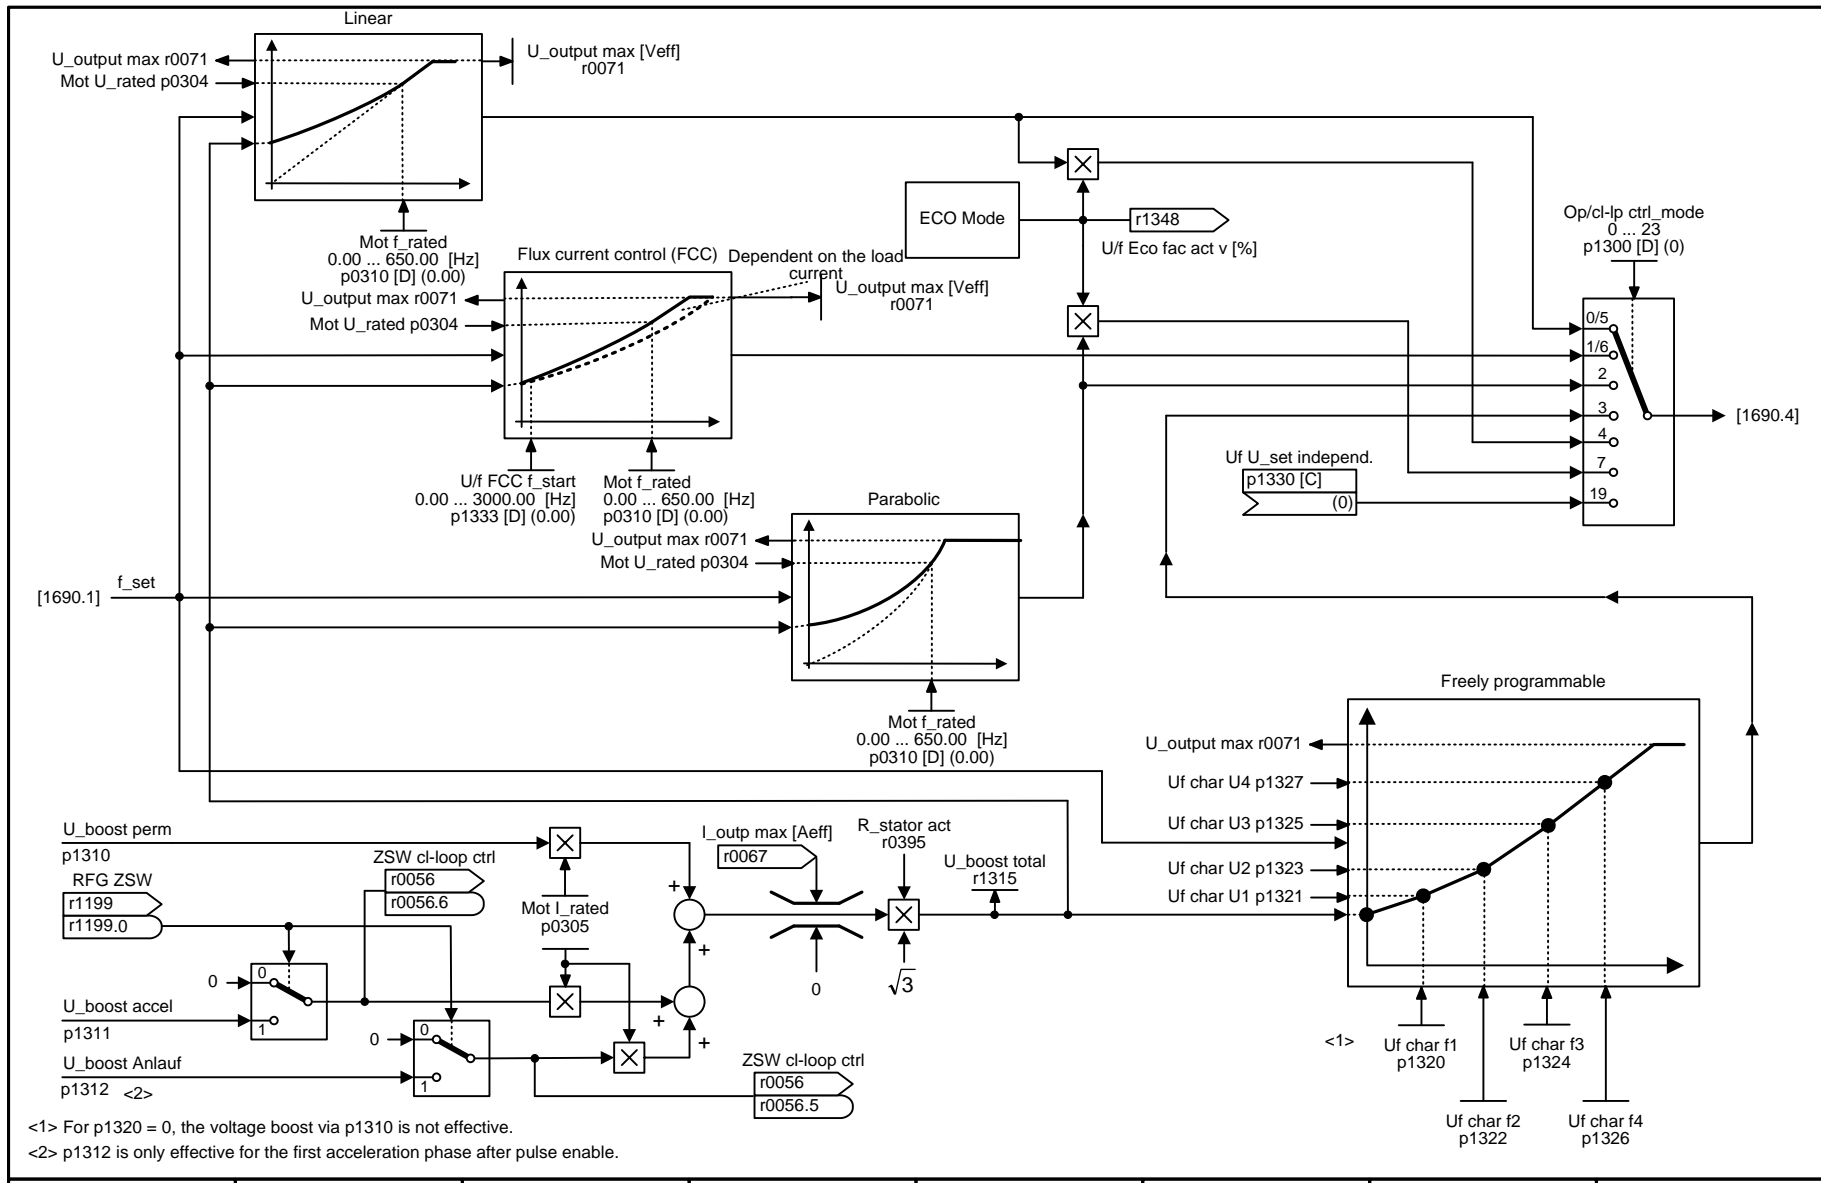 Linear
U_output max r0071
Mot U_rated p0304
U_output max [Veff]
r0071
Mot f_rated
0.00 ... 650.00 [Hz]
p0310 [D] (0.00)
Flux current control (FCC)
Dependent on the load
current
U_output max r0071
Mot U_rated p0304
U_output max [Veff]
r0071
U/f FCC f_start
0.00 ... 3000.00 [Hz]
p1333 [D] (0.00)
Mot f_rated
0.00 ... 650.00 [Hz]
p0310 [D] (0.00)
ECO Mode
r1348
U/f Eco fac act v [%]
Op/cl-lp ctrl_mode
0 ... 23
p1300 [D] (0)
0/5
1/6
2
3
4
7
19
[1690.4]
Uf U_set independ.
p1330 [C]
(0)
Parabolic
U_output max r0071
Mot U_rated p0304
Mot f_rated
0.00 ... 650.00 [Hz]
p0310 [D] (0.00)
[1690.1]
f_set
Freely programmable
U_output max r0071
Uf char U4 p1327
Uf char U3 p1325
Uf char U2 p1323
Uf char U1 p1321
<1>
Uf char f1
p1320
Uf char f3
p1324
Uf char f2
p1322
Uf char f4
p1326
U_boost perm
p1310
RFG ZSW
r1199
r1199.0
ZSW cl-loop ctrl
r0056
r0056.6
Mot I_rated
p0305
0
0
1
U_boost accel
p1311
0
0
1
U_boost Anlauf
p1312 <2>
+
+
+
+
I_outp max [Aeff]
r0067
0
R_stator act
r0395
√3
U_boost total
r1315
ZSW cl-loop ctrl
r0056
r0056.5
<1> For p1320 = 0, the voltage boost via p1310 is not effective.
<2> p1312 is only effective for the first acceleration phase after pulse enable.